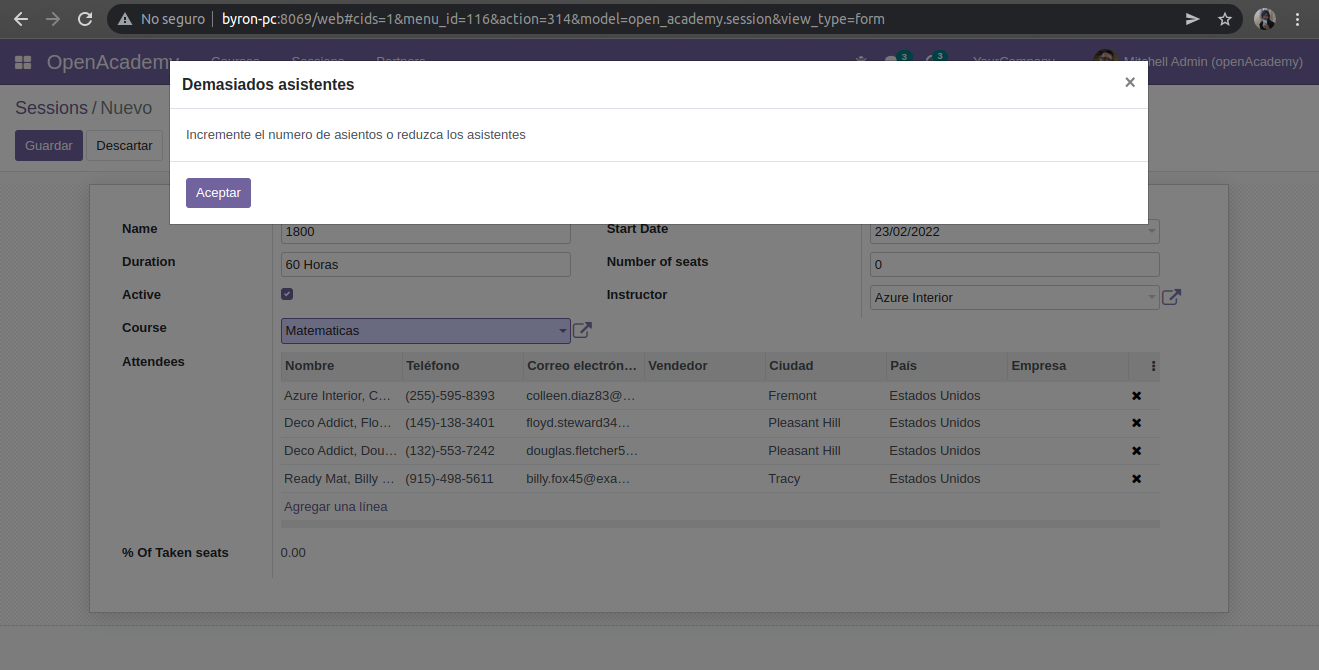 No seguro
byron-pc:8069/web#cids=1&menu_id=116&action=314&model=open_academy.session&view_type=form
OpenAcademy Courses Sessions Partners 3 3 YourCompany Mitchell Admin (openAcademy)
Demasiados asistentes ×
Sessions / Nuevo
Incremente el numero de asientos o reduzca los asistentes
Guardar Descartar
Aceptar
Name 1800 Start Date 23/02/2022
Duration 60 Horas Number of seats 0
Active Instructor Azure Interior
Course Matematicas
Attendees Nombre Teléfono Correo electrón... Vendedor Ciudad País Empresa
Azure Interior, C... (255)-595-8393 colleen.diaz83@... Fremont Estados Unidos
Deco Addict, Flo... (145)-138-3401 floyd.steward34... Pleasant Hill Estados Unidos
Deco Addict, Dou... (132)-553-7242 douglas.fletcher5... Pleasant Hill Estados Unidos
Ready Mat, Billy ... (915)-498-5611 billy.fox45@exa... Tracy Estados Unidos
Agregar una línea
% Of Taken seats 0.00